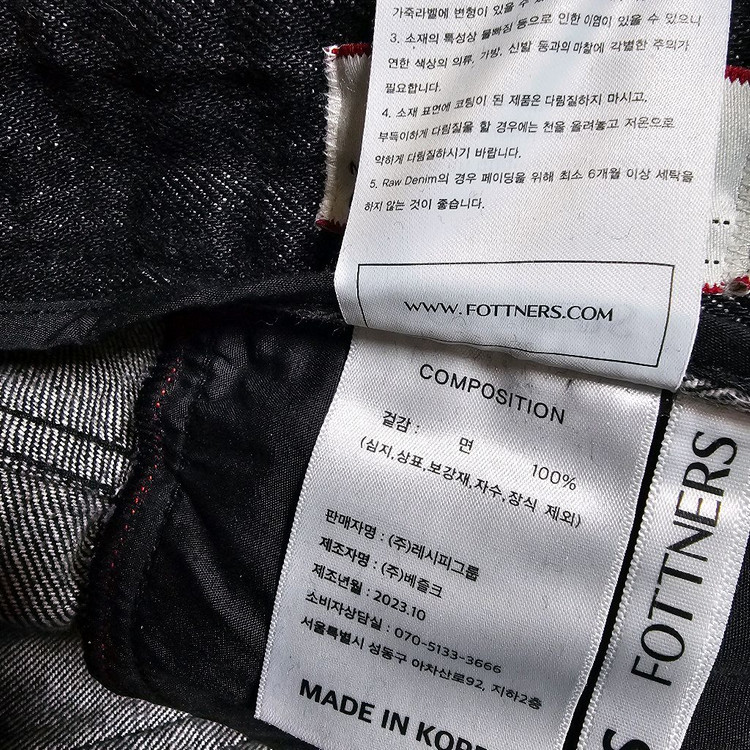 가죽라벨에 변형이 있을 수 있
3. 소재의 특성상 물빠짐 등으로 인한 이염이 있을 수 있으니
연한 색상의 의류, 가방, 신발 등과의 마찰에 각별한 주의가
필요합니다.
4. 소재 표면에 코팅이 된 제품은 다림질하지 마시고,
부득이하게 다림질을 할 경우에는 천을 올려놓고 저온으로
약하게 다림질하시기 바랍니다.
5. Raw Denim의 경우 페이딩을 위해 최소 6개월 이상 세탁을
하지 않는 것이 좋습니다.
WWW.FOTTNERS.COM
COMPOSITION
겉감 : 면 100%
(심지,상표,보강재,자수,장식 제외)
판매자명 : (주)레시피그룹
제조자명 : (주)베즐크
제조년월 : 2023.10
소비자상담실 : 070-5133-3666
서울특별시 성동구 아차산로92, 지하2층
MADE IN KOR
FOTTNERS
S